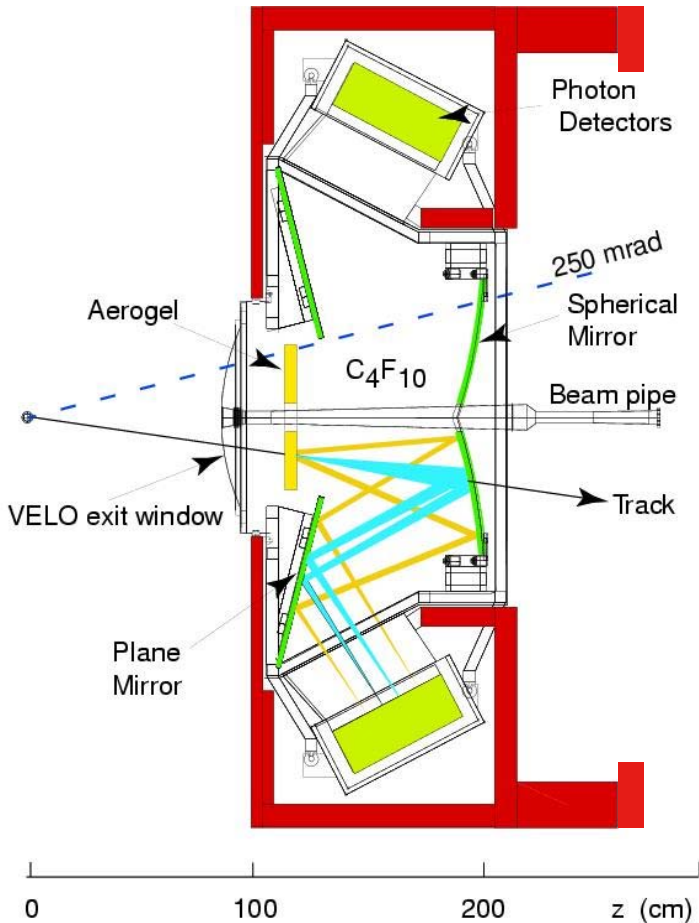 Photon
Detectors
250 mrad
Aerogel
Spherical
Mirror
C₄F₁₀
Beam pipe
VELO exit window
Track
Plane
Mirror
0 100 200 z (cm)